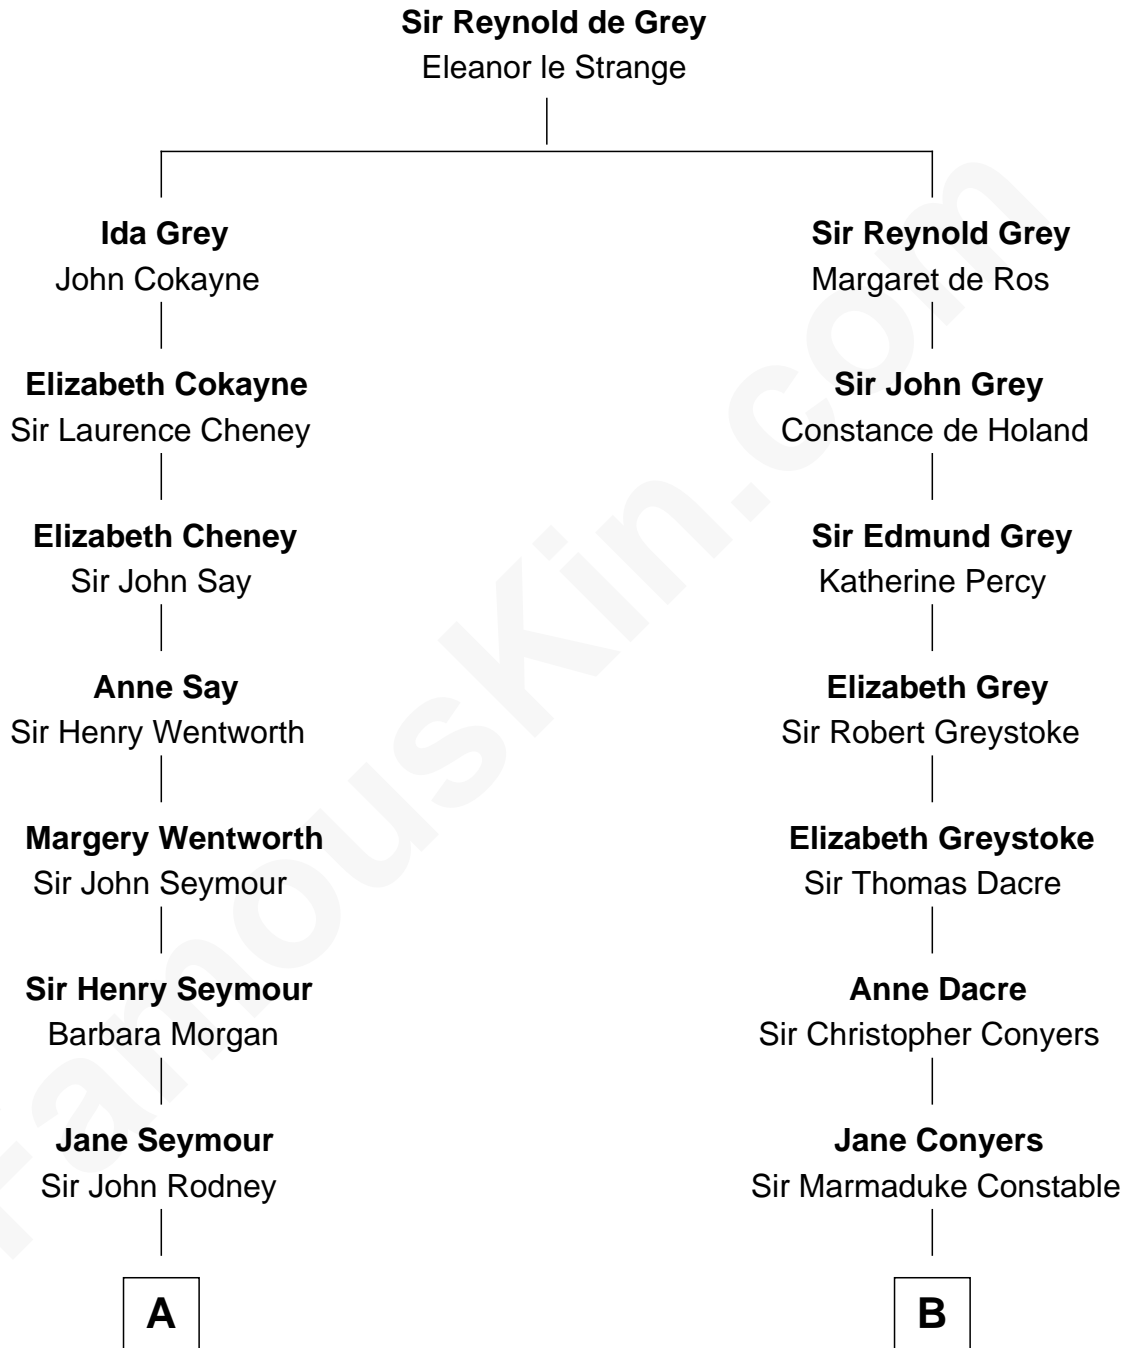 Sir Reynold de Grey
Eleanor le Strange
Ida Grey
John Cokayne
Sir Reynold Grey
Margaret de Ros
Elizabeth Cokayne
Sir Laurence Cheney
Sir John Grey
Constance de Holand
Elizabeth Cheney
Sir John Say
Sir Edmund Grey
Katherine Percy
Anne Say
Sir Henry Wentworth
Elizabeth Grey
Sir Robert Greystoke
Margery Wentworth
Sir John Seymour
Elizabeth Greystoke
Sir Thomas Dacre
Sir Henry Seymour
Barbara Morgan
Anne Dacre
Sir Christopher Conyers
Jane Seymour
Sir John Rodney
Jane Conyers
Sir Marmaduke Constable
A
B
FamousKin.com